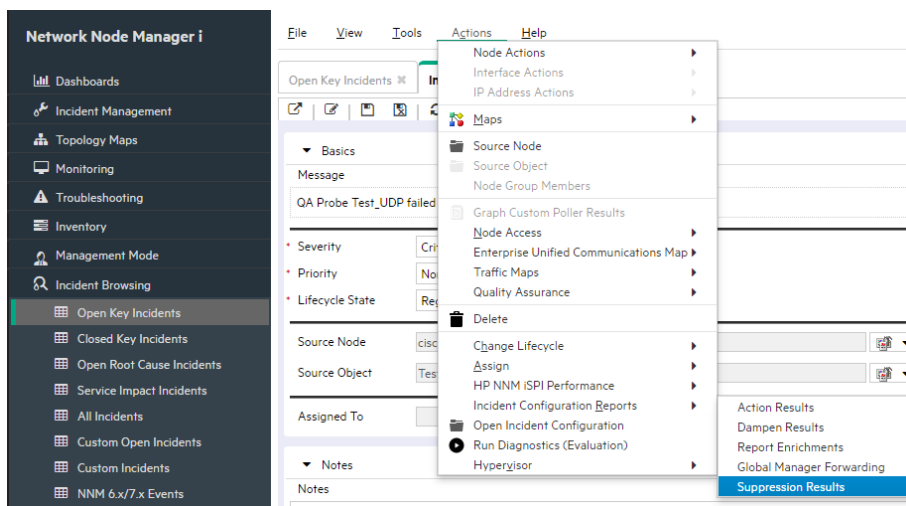 Network Node Manager i
Dashboards
Incident Management
Topology Maps
Monitoring
Troubleshooting
Inventory
Management Mode
Incident Browsing
Open Key Incidents
Closed Key Incidents
Open Root Cause Incidents
Service Impact Incidents
All Incidents
Custom Open Incidents
Custom Incidents
NNM 6.x/7.x Events
File View Tools Actions Help
Open Key Incidents
Basics
Message
QA Probe Test_UDP failed
* Severity
* Priority
* Lifecycle State
Source Node
Source Object
Assigned To
Notes
Notes
Node Actions
Interface Actions
IP Address Actions
Maps
Source Node
Source Object
Node Group Members
Graph Custom Poller Results
Node Access
Enterprise Unified Communications Map
Traffic Maps
Quality Assurance
Delete
Change Lifecycle
Assign
HP NNM iSPI Performance
Incident Configuration Reports
Open Incident Configuration
Run Diagnostics (Evaluation)
Hypervisor
Action Results
Dampen Results
Report Enrichments
Global Manager Forwarding
Suppression Results